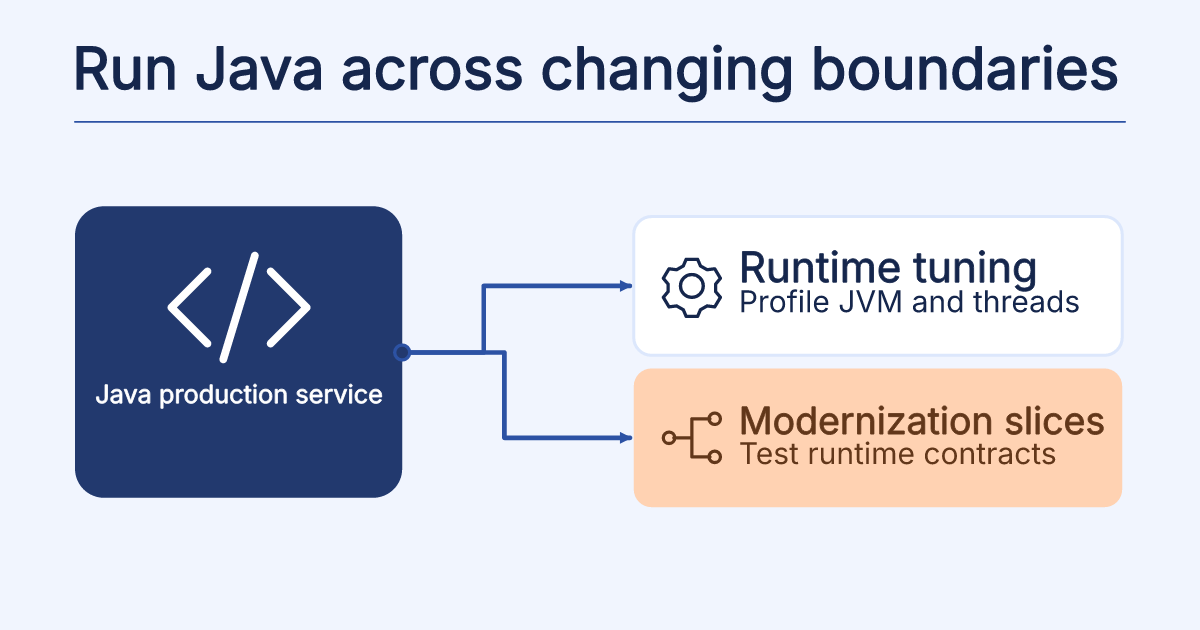 Run Java across changing boundaries
Java production service
Runtime tuning
Profile JVM and threads
Modernization slices
Test runtime contracts